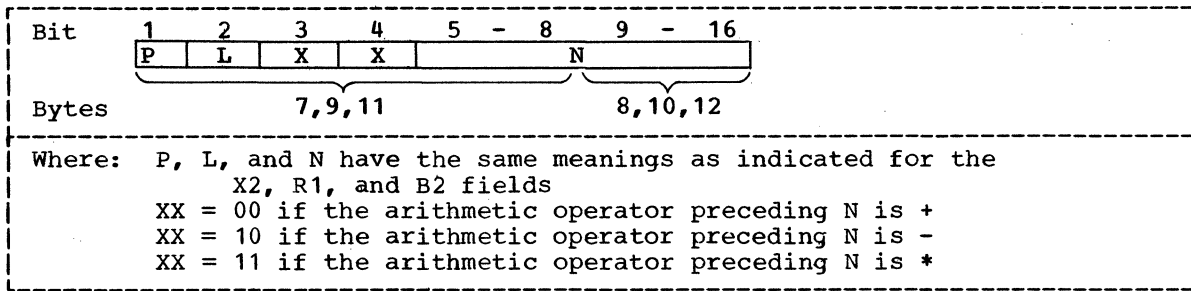 Bit 1 2 3 4 5 - 8 9 - 16
P L X X N
Bytes 7,9,11 8,10,12
Where: P, L, and N have the same meanings as indicated for the
X2, R1, and B2 fields
XX = 00 if the arithmetic operator preceding N is +
XX = 10 if the arithmetic operator preceding N is -
XX = 11 if the arithmetic operator preceding N is *